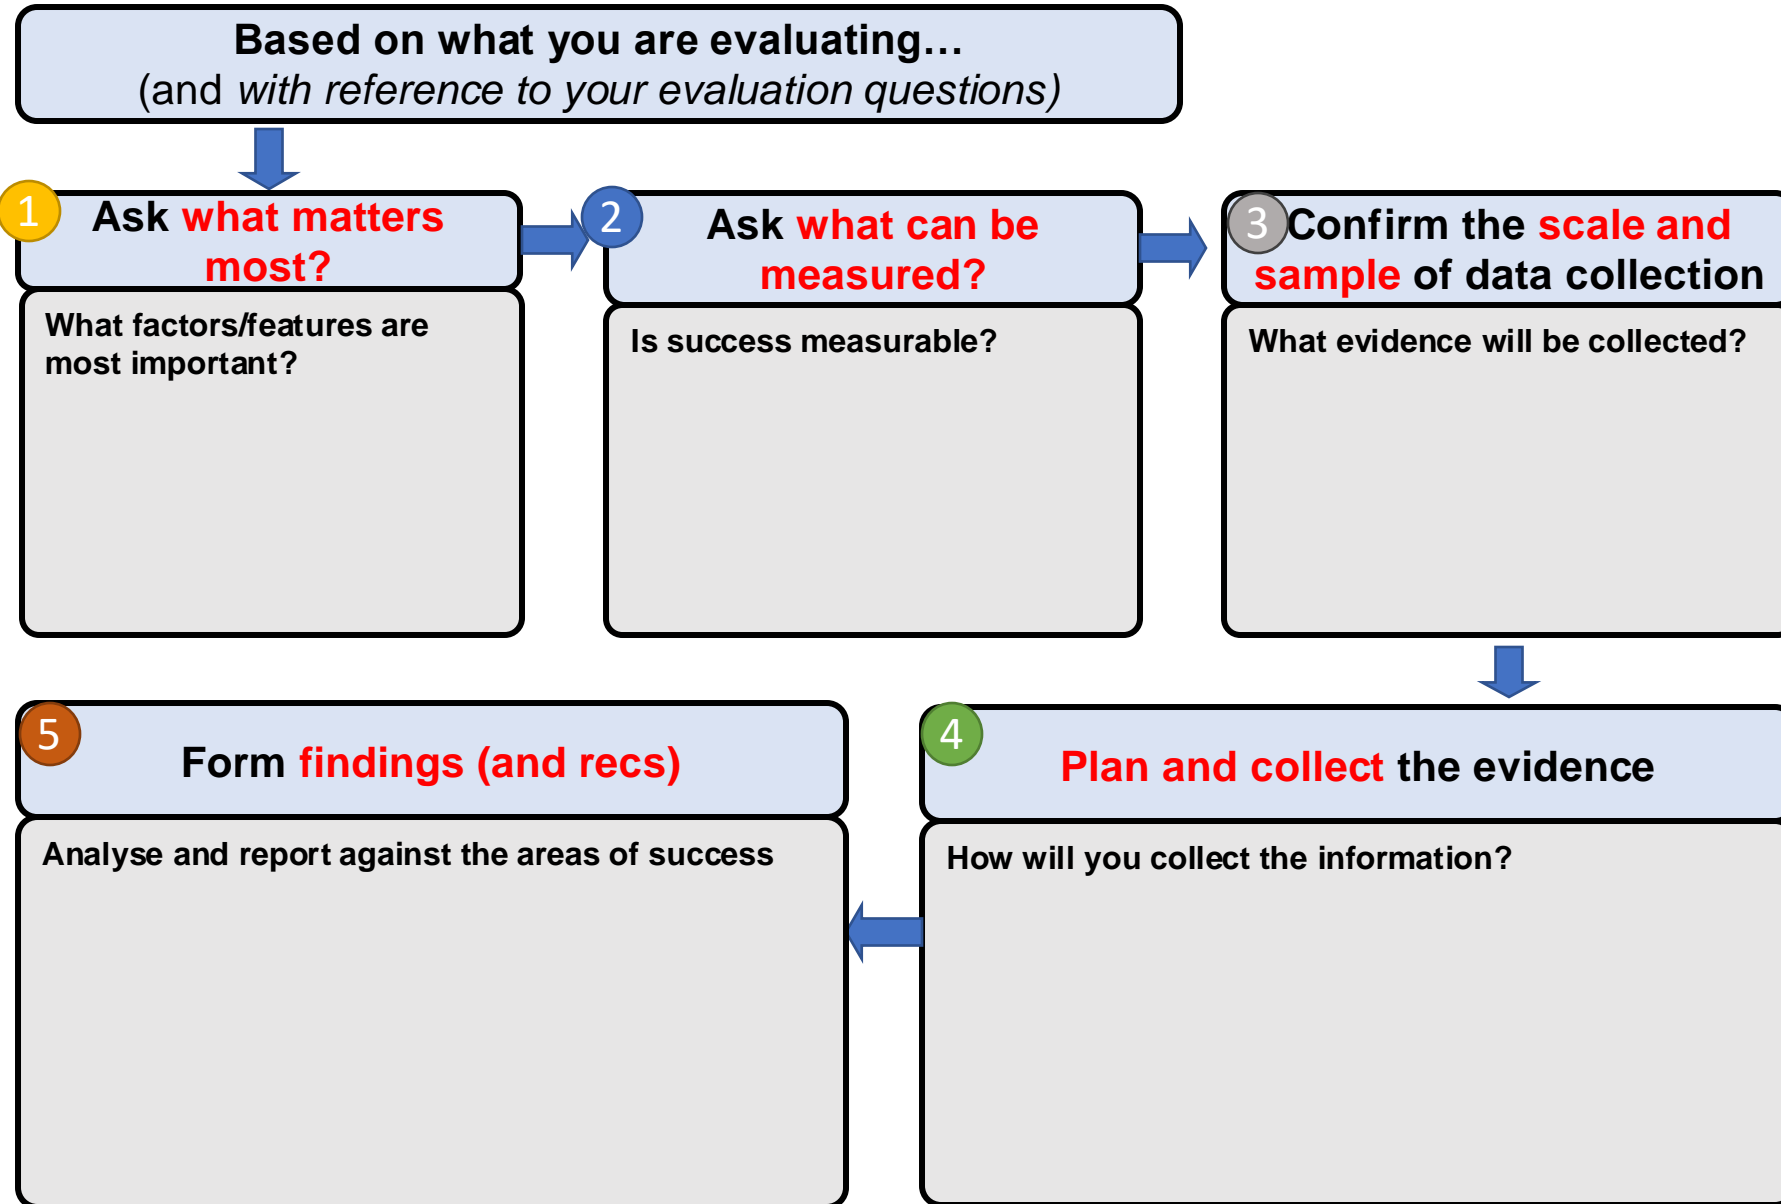 Based on what you are evaluating…
(and with reference to your evaluation questions)
1
Ask what matters
most?
What factors/features are
most important?
2
Ask what can be
measured?
Is success measurable?
3
Confirm the scale and
sample of data collection
What evidence will be collected?
4
Plan and collect the evidence
How will you collect the information?
5
Form findings (and recs)
Analyse and report against the areas of success